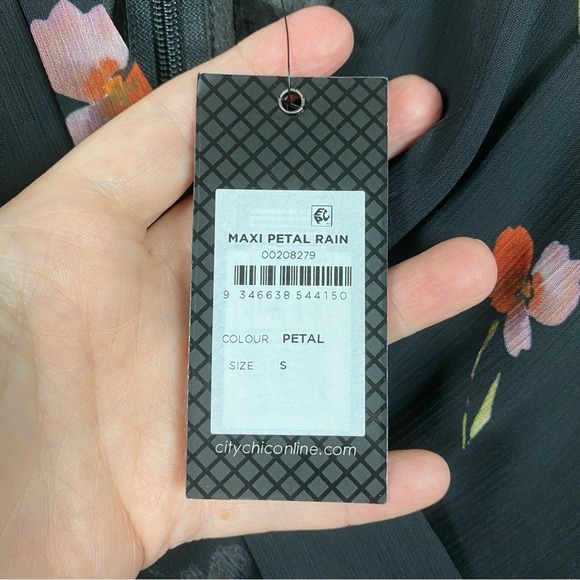 MAXI PETAL RAIN
00208279
9 346638 544150
COLOUR PETAL
SIZE S
citychiconline.com